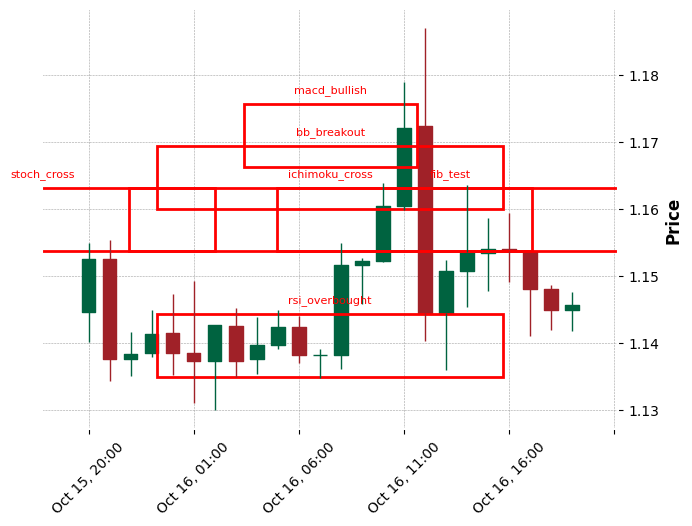 macd_bullish
1.18
bb_breakout
1.17
stoch_cross
ichimoku_cross
fib_test
1.16
Price
1.15
rsi_overbought
1.14
1.13
Oct 15, 20:00
Oct 16, 01:00
Oct 16, 06:00
Oct 16, 11:00
Oct 16, 16:00